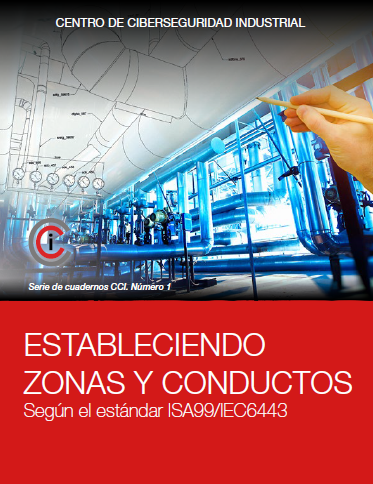 CENTRO DE CIBERSEGURIDAD INDUSTRIAL
Serie de cuadernos CCI. Número 1
ESTABLECIENDO
ZONAS Y CONDUCTOS
Según el estándar ISA99/IEC6443